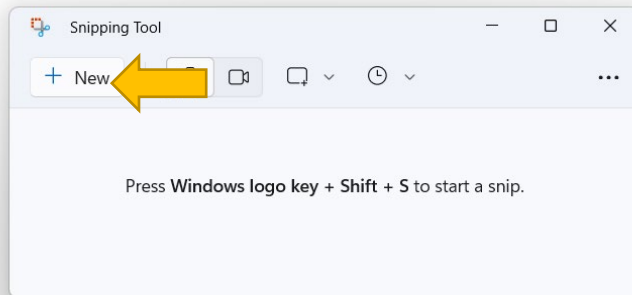 Snipping Tool
New
Press Windows logo key + Shift + S to start a snip.